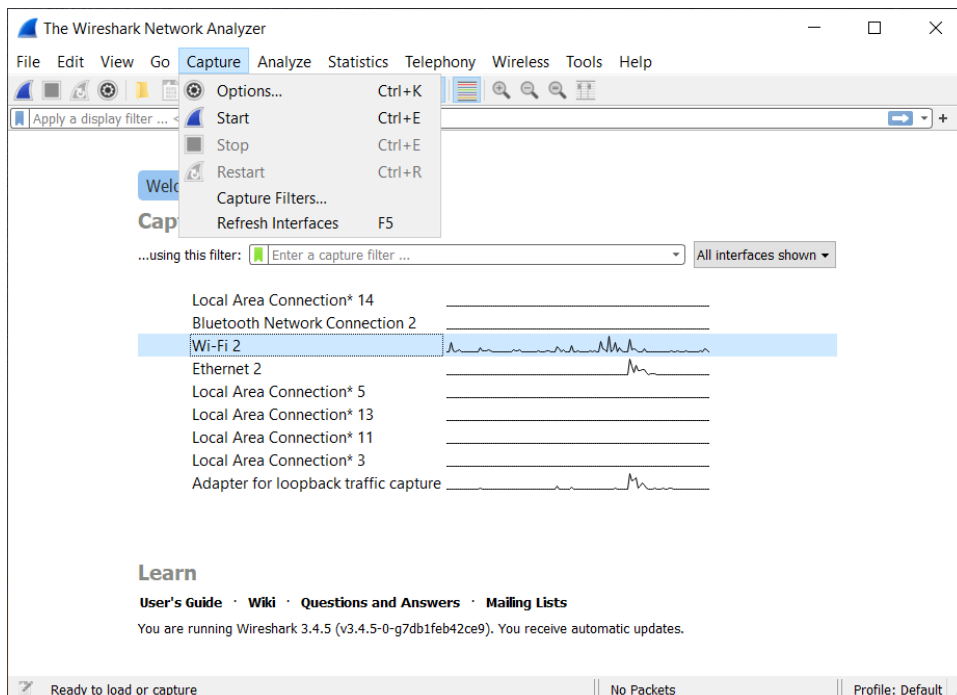 The Wireshark Network Analyzer
File Edit View Go Capture Analyze Statistics Telephony Wireless Tools Help
Options... Ctrl+K
Apply a display filter ... <
Start Ctrl+E
Stop Ctrl+E
Restart Ctrl+R
Capture Filters...
Refresh Interfaces F5
...using this filter: Enter a capture filter ... All interfaces shown
Local Area Connection* 14
Bluetooth Network Connection 2
Wi-Fi 2
Ethernet 2
Local Area Connection* 5
Local Area Connection* 13
Local Area Connection* 11
Local Area Connection* 3
Adapter for loopback traffic capture
Learn
User's Guide · Wiki · Questions and Answers · Mailing Lists
You are running Wireshark 3.4.5 (v3.4.5-0-g7db1feb42ce9). You receive automatic updates.
Ready to load or capture No Packets Profile: Default